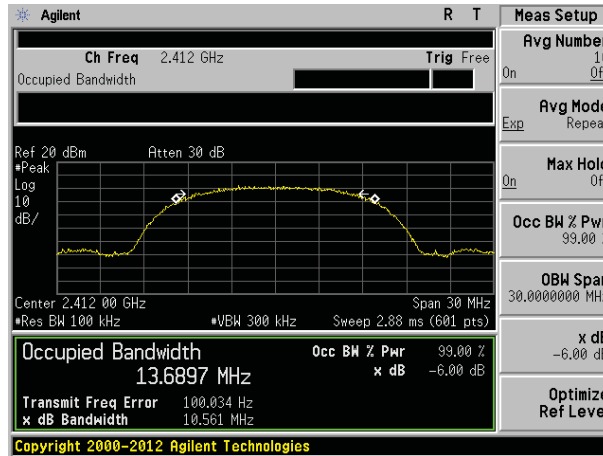 Agilent R T Meas Setup
Ch Freq 2.412 GHz Trig Free
Occupied Bandwidth
Ref 20 dBm Atten 30 dB
#Peak
Log
10
dB/
Center 2.412 00 GHz Span 30 MHz
#Res BW 100 kHz #VBW 300 kHz Sweep 2.88 ms (601 pts)
Occupied Bandwidth
13.6897 MHz
Occ BW % Pwr 99.00 %
x dB -6.00 dB
Transmit Freq Error 100.034 Hz
x dB Bandwidth 10.561 MHz
Copyright 2000-2012 Agilent Technologies
Avg Number
On
Avg Mode
Exp Repea
Max Hold
On Of
Occ BW % Pwr
99.00
OBW Span
30.0000000 MH
x dB
-6.00 d
Optimize
Ref Level